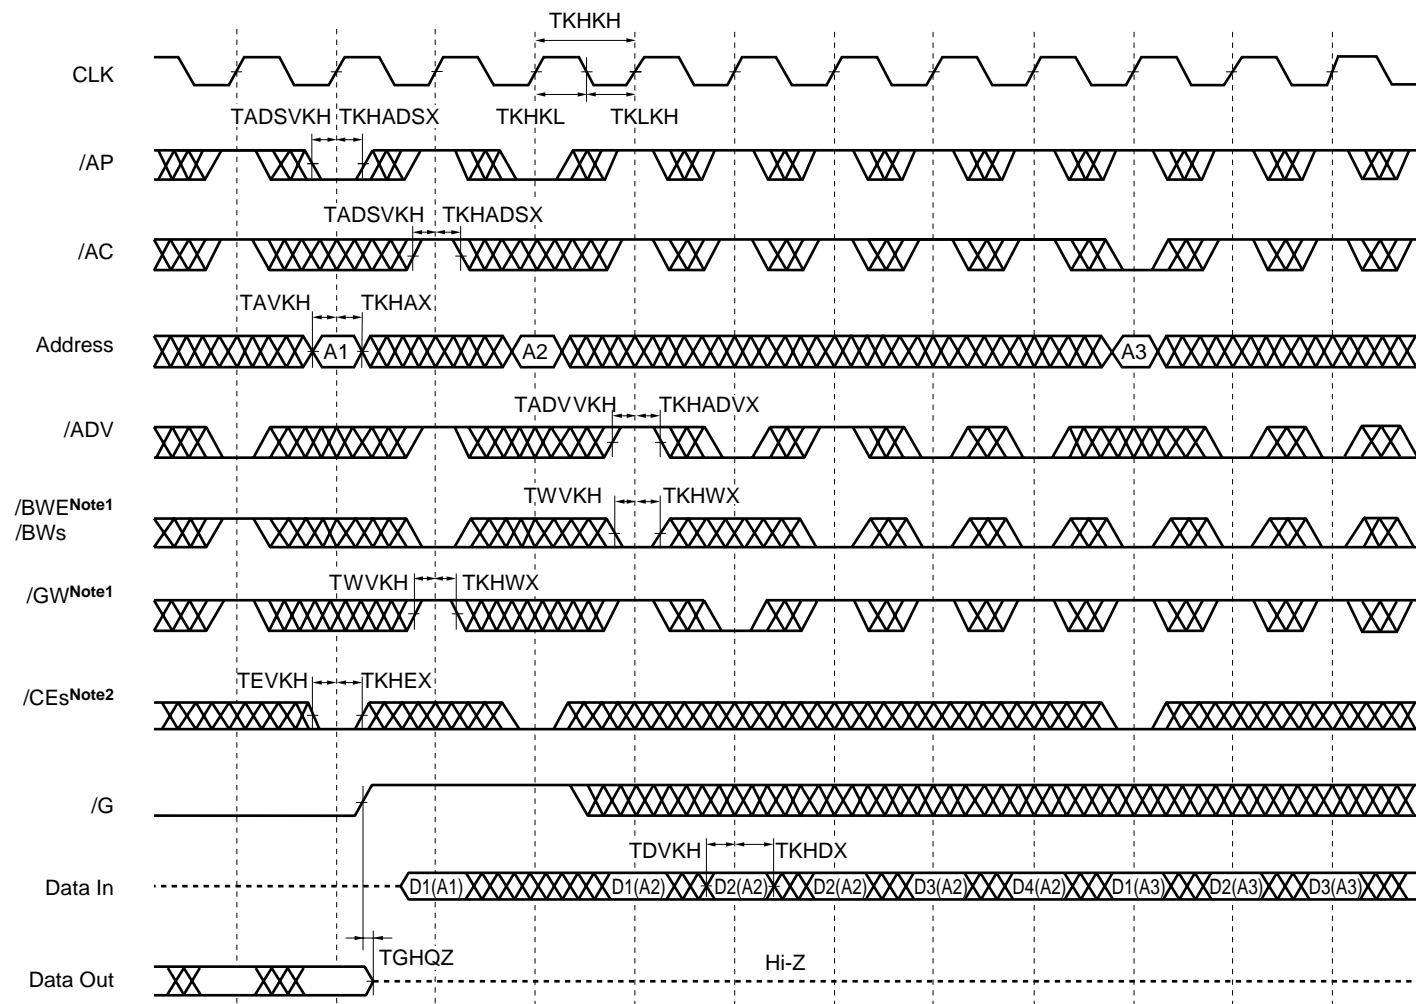 TKHKH
CLK
TADSVKH TKHADSX TKHKL TKLKH
/AP
TADSVKH TKHADSX
/AC
TAVKH TKHAX
Address A1 A2 A3
TADVVKH TKHADVX
/ADV
TWVKH TKHWX
/BWENote1
/BWs
TWVKH TKHWX
/GWNote1
TEVKH TKHEX
/CEsNote2
/G
TDVKH TKHDX
Data In D1(A1) D1(A2) D2(A2) D2(A2) D3(A2) D4(A2) D1(A3) D2(A3) D3(A3)
TGHQZ
Data Out Hi-Z